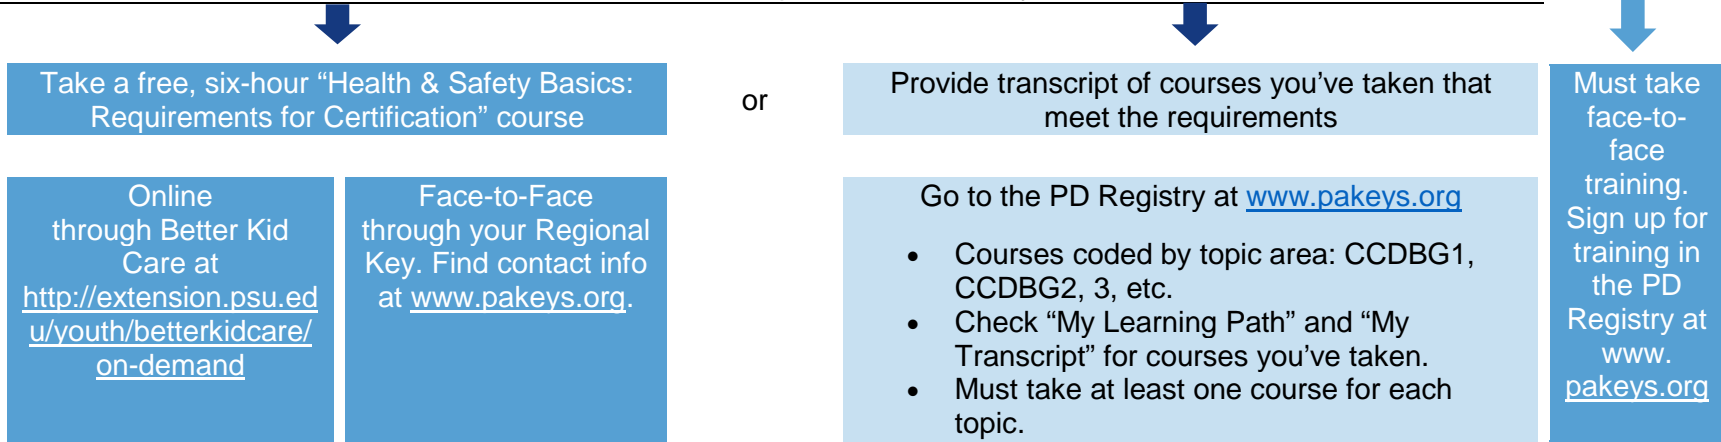 Take a free, six-hour “Health & Safety Basics:
Requirements for Certification” course
or
Provide transcript of courses you’ve taken that
meet the requirements
Online
through Better Kid
Care at
http://extension.psu.ed
u/youth/betterkidcare/
on-demand
Face-to-Face
through your Regional
Key. Find contact info
at www.pakeys.org.
Go to the PD Registry at www.pakeys.org
• Courses coded by topic area: CCDBG1,
CCDBG2, 3, etc.
• Check “My Learning Path” and “My
Transcript” for courses you’ve taken.
• Must take at least one course for each
topic.
Must take
face-to-
face
training.
Sign up for
training in
the PD
Registry at
www.
pakeys.org